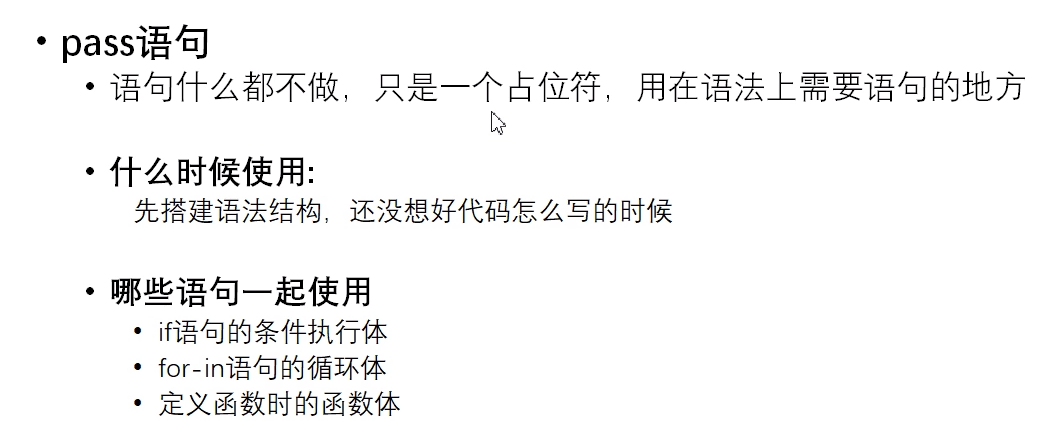 • pass语句
• 语句什么都不做，只是一个占位符，用在语法上需要语句的地方
• 什么时候使用:
先搭建语法结构，还没想好代码怎么写的时候
• 哪些语句一起使用
• if语句的条件执行体
• for-in语句的循环体
• 定义函数时的函数体